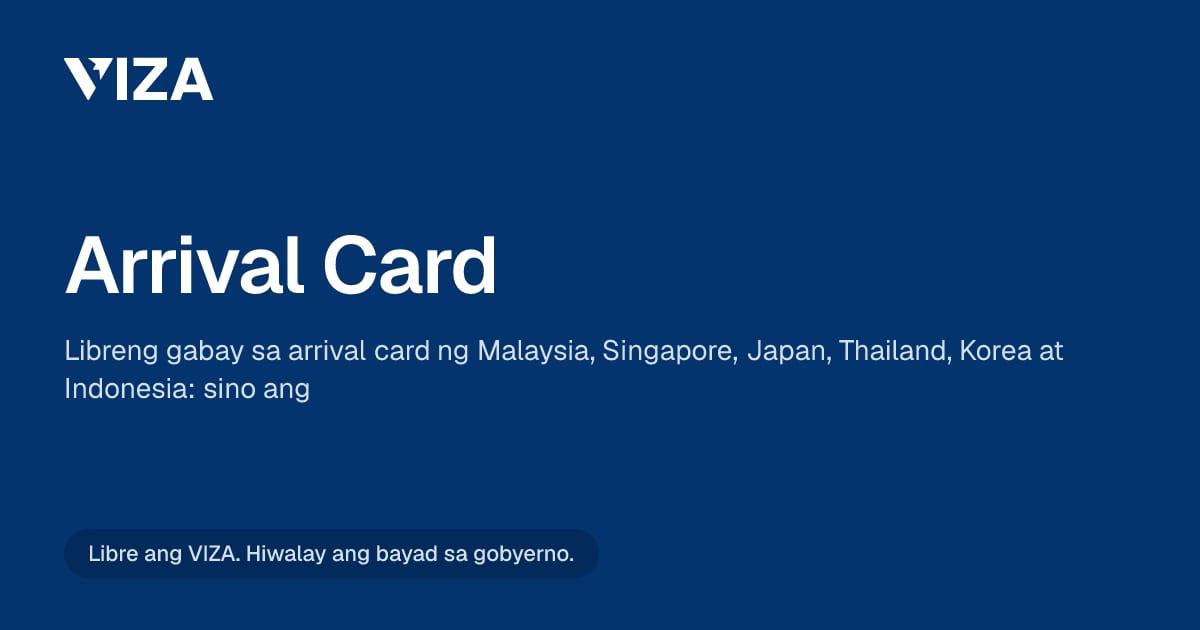 VIZA
Arrival Card
Libreng gabay sa arrival card ng Malaysia, Singapore, Japan, Thailand, Korea at
Indonesia: sino ang
Libre ang VIZA. Hiwalay ang bayad sa gobyerno.